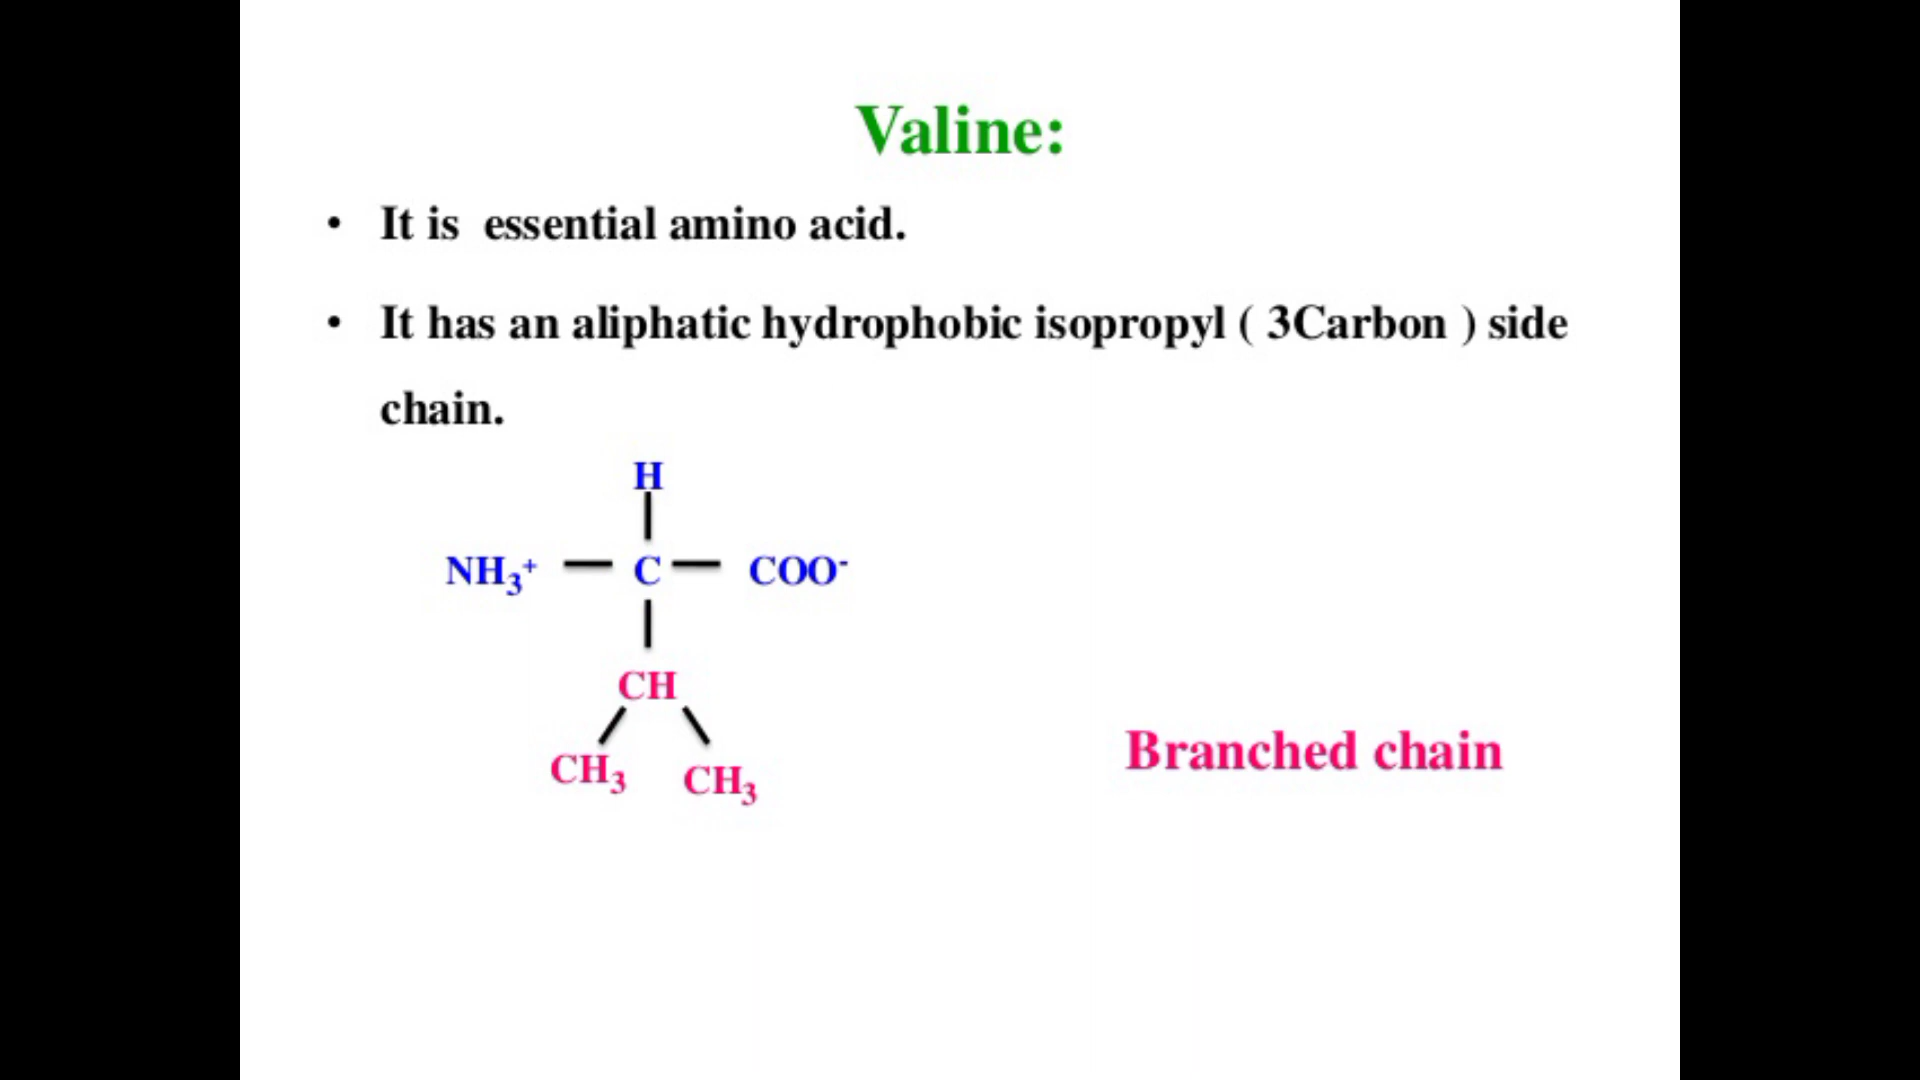 Valine:
• It is  essential amino acid.
• It has an aliphatic hydrophobic isopropyl ( 3Carbon ) side
chain.
H
NH₃⁺ — C — COO⁻
CH
CH₃ CH₃
Branched chain